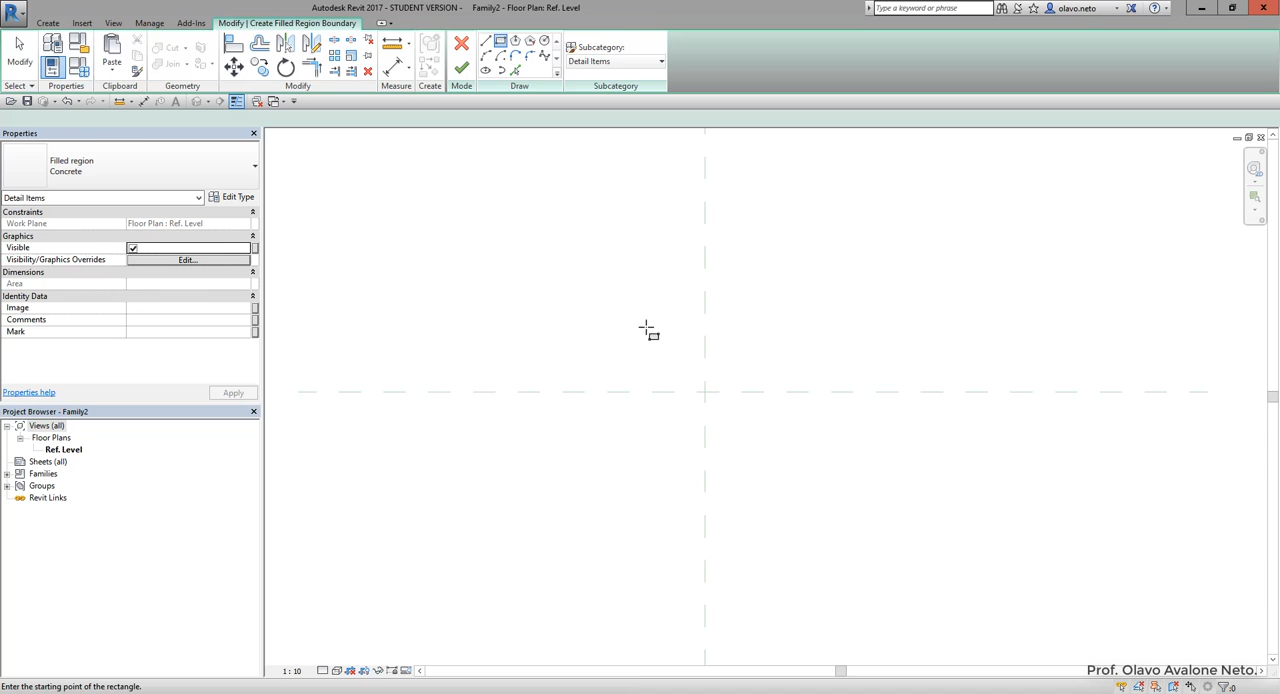 Autodesk Revit 2017 - STUDENT VERSION - Family2 - Floor Plan: Ref. Level
Type a keyword or phrase
olavo.neto
Create Insert View Manage Add-Ins Modify | Create Filled Region Boundary
Modify
Paste
Cut
Join
Subcategory:
Detail Items
Select Properties Clipboard Geometry Modify Measure Create Mode Draw Subcategory
Properties
Filled region
Concrete
Detail Items
Edit Type
Constraints
Work Plane Floor Plan : Ref. Level
Graphics
Visible
Visibility/Graphics Overrides Edit...
Dimensions
Area
Identity Data
Image
Comments
Mark
Properties help
Apply
Project Browser - Family2
Views (all)
Floor Plans
Ref. Level
Sheets (all)
Families
Groups
Revit Links
1 : 10
Prof. Olavo Avalone Neto.
Enter the starting point of the rectangle.
:0